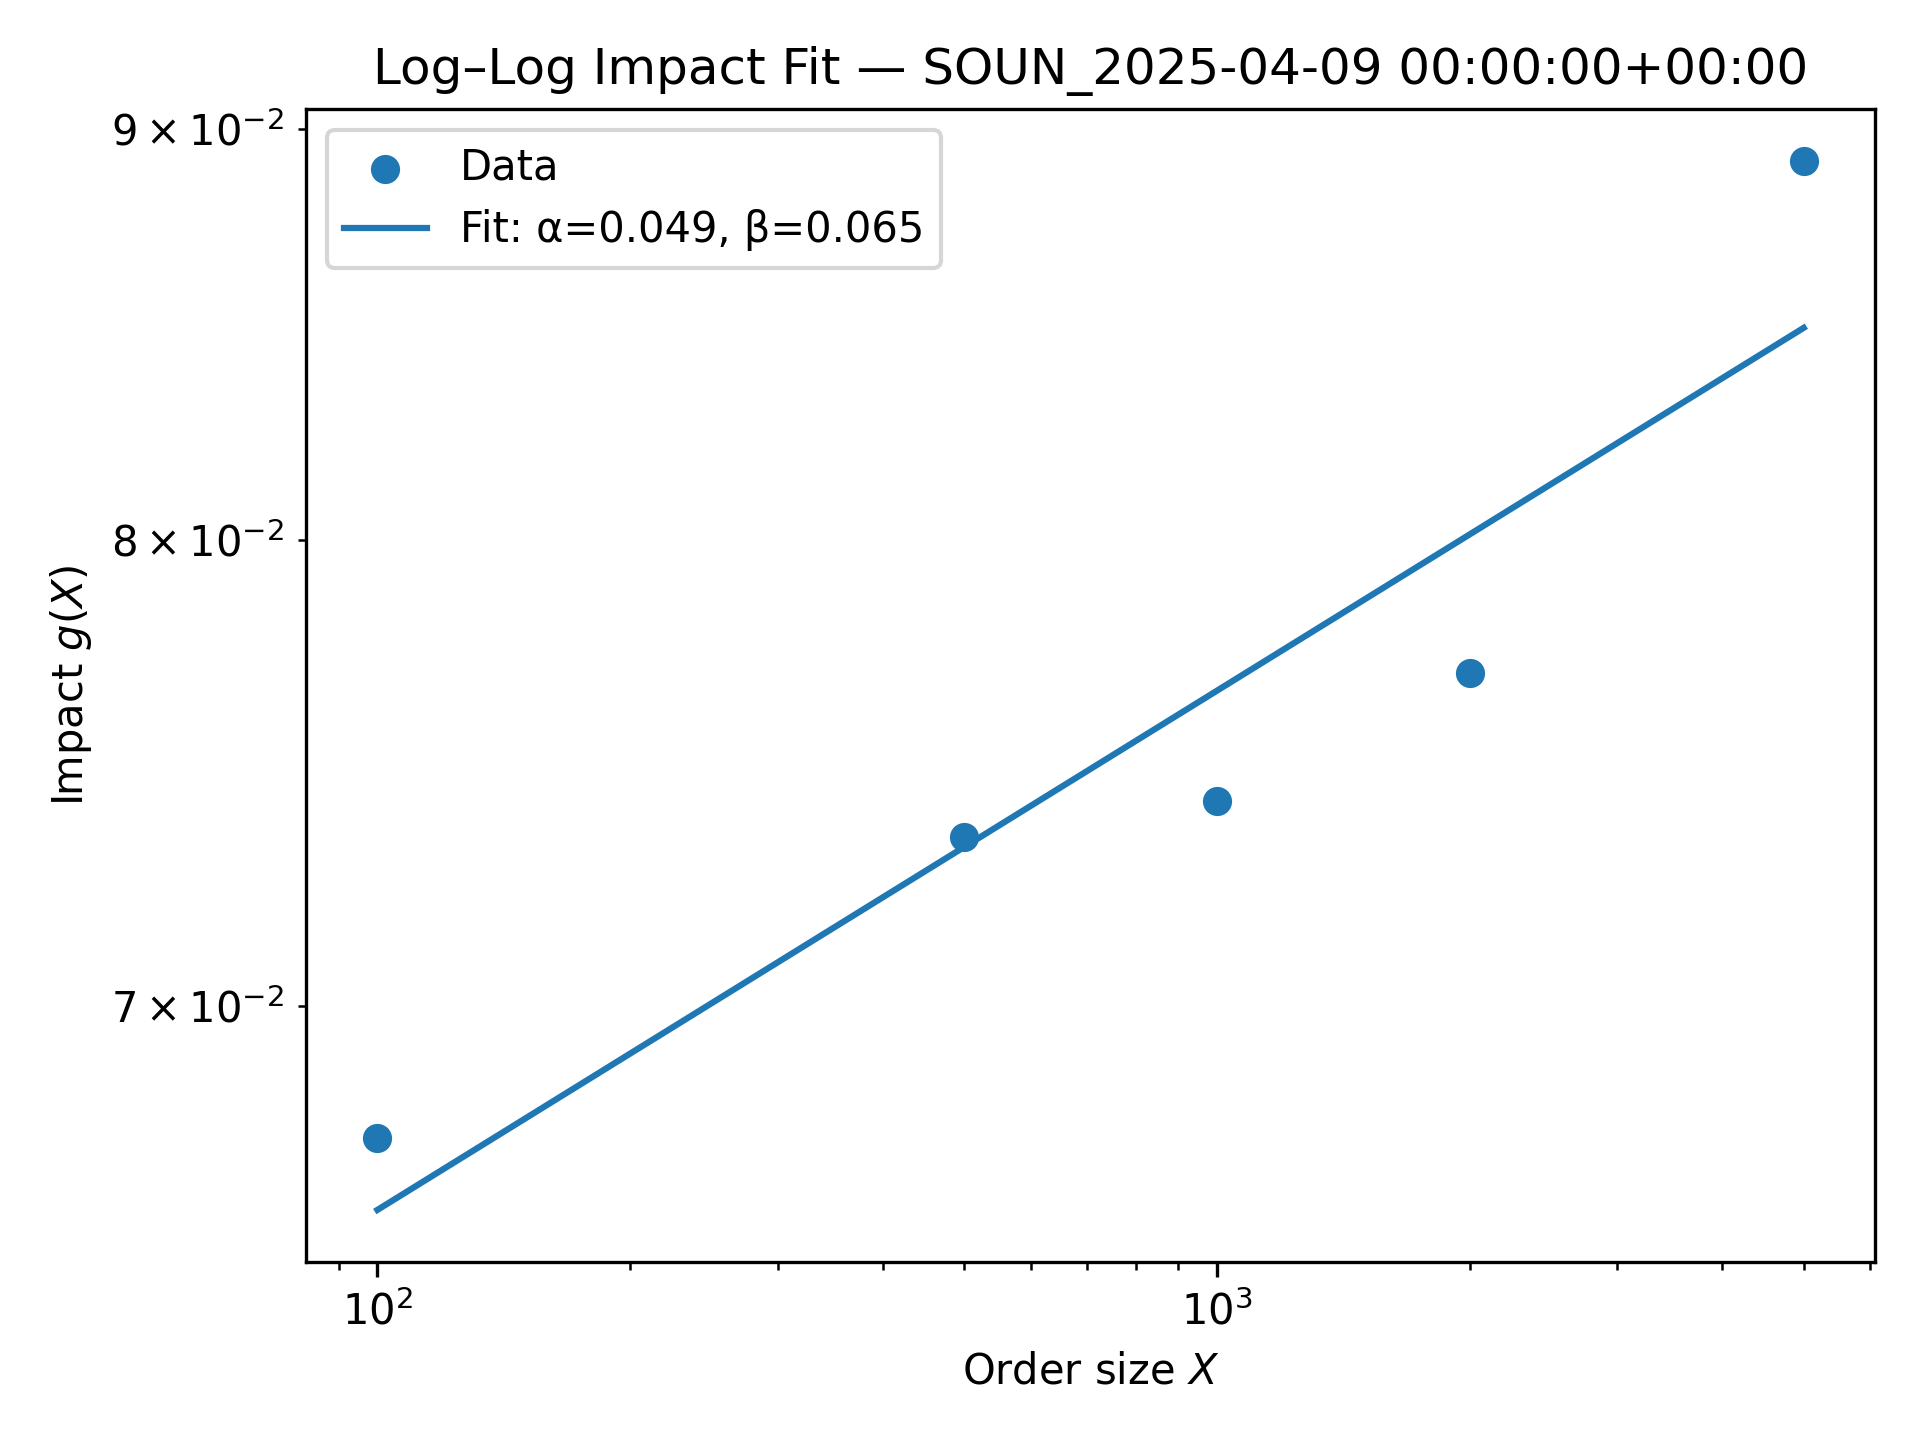 Log–Log Impact Fit — SOUN_2025-04-09 00:00:00+00:00
Data
Fit: α=0.049, β=0.065
9 × 10⁻²
8 × 10⁻²
7 × 10⁻²
Impact g(X)
10²
10³
Order size X